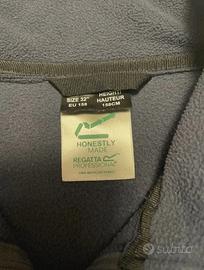 SIZE 32"
EU 158
HEIGHT/
HAUTEUR
158CM
HONESTLY
MADE
REGATTA
PROFESSIONAL
subito